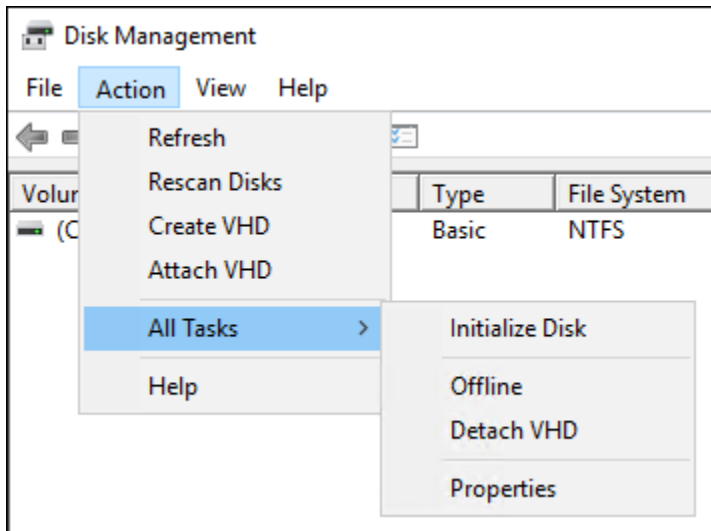 Disk Management
File Action View Help
Refresh
Rescan Disks
Volu Type File System
Create VHD
(C Basic NTFS
Attach VHD
All Tasks
Initialize Disk
Help
Offline
Detach VHD
Properties